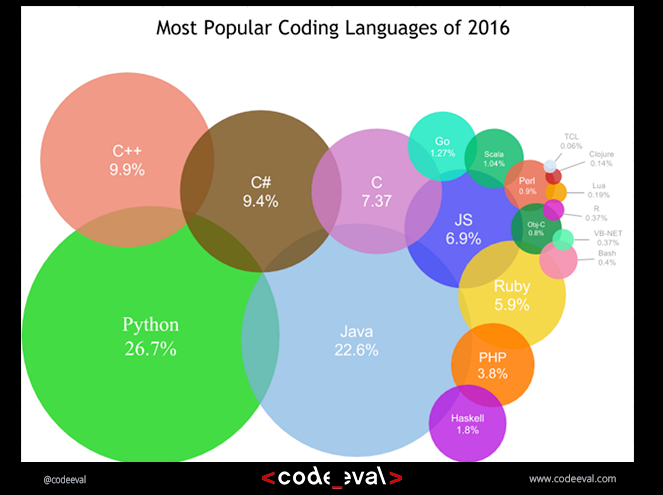 Most Popular Coding Languages of 2016
C++
9.9%
C#
9.4%
C
7.37
Go
1.27%
Scala
1.04%
TCL
0.06%
Clojure
0.14%
Perl
0.9%
Lua
0.19%
R
0.37%
JS
6.9%
Obj-C
0.8%
VB-NET
0.37%
Bash
0.4%
Ruby
5.9%
Python
26.7%
Java
22.6%
PHP
3.8%
Haskell
1.8%
@codeeval
<code_eval>
www.codeeval.com